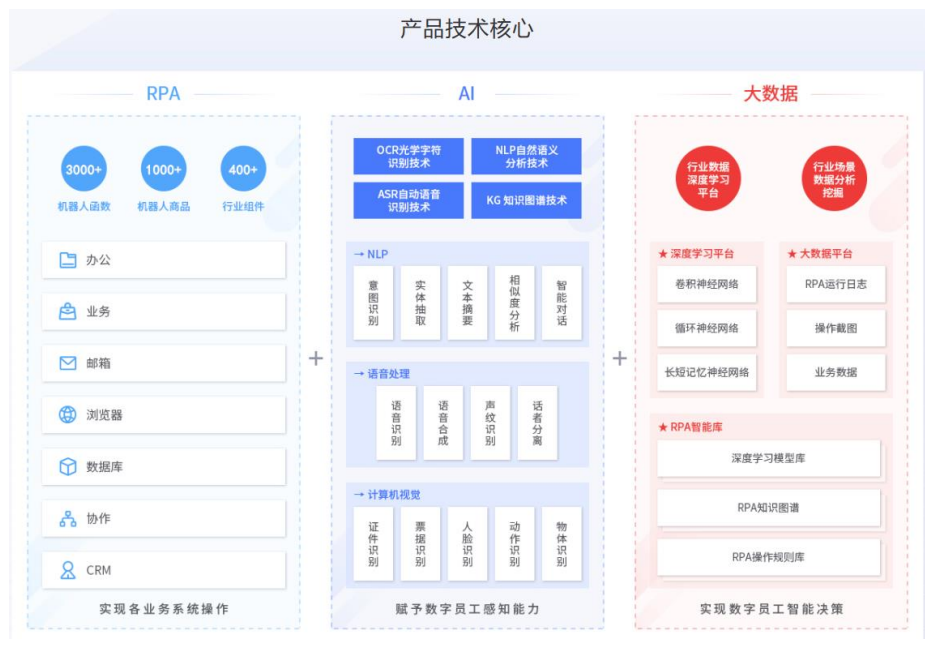 产品技术核心
RPA
3000+
机器人函数
1000+
机器人商品
400+
行业组件
办公
业务
邮箱
浏览器
数据库
协作
CRM
实现各业务系统操作
+
AI
OCR光学字符
识别技术
NLP自然语义
分析技术
ASR自动语音
识别技术
KG 知识图谱技术
→ NLP
意图识别
实体抽取
文本摘要
相似度分析
智能对话
→ 语音处理
语音识别
语音合成
声纹识别
话者分离
→ 计算机视觉
证件识别
票据识别
人脸识别
动作识别
物体识别
赋予数字员工感知能力
+
大数据
行业数据
深度学习
平台
行业场景
数据分析
挖掘
★ 深度学习平台
卷积神经网络
循环神经网络
长短记忆神经网络
★ 大数据平台
RPA运行日志
操作截图
业务数据
★ RPA智能库
深度学习模型库
RPA知识图谱
RPA操作规则库
实现数字员工智能决策